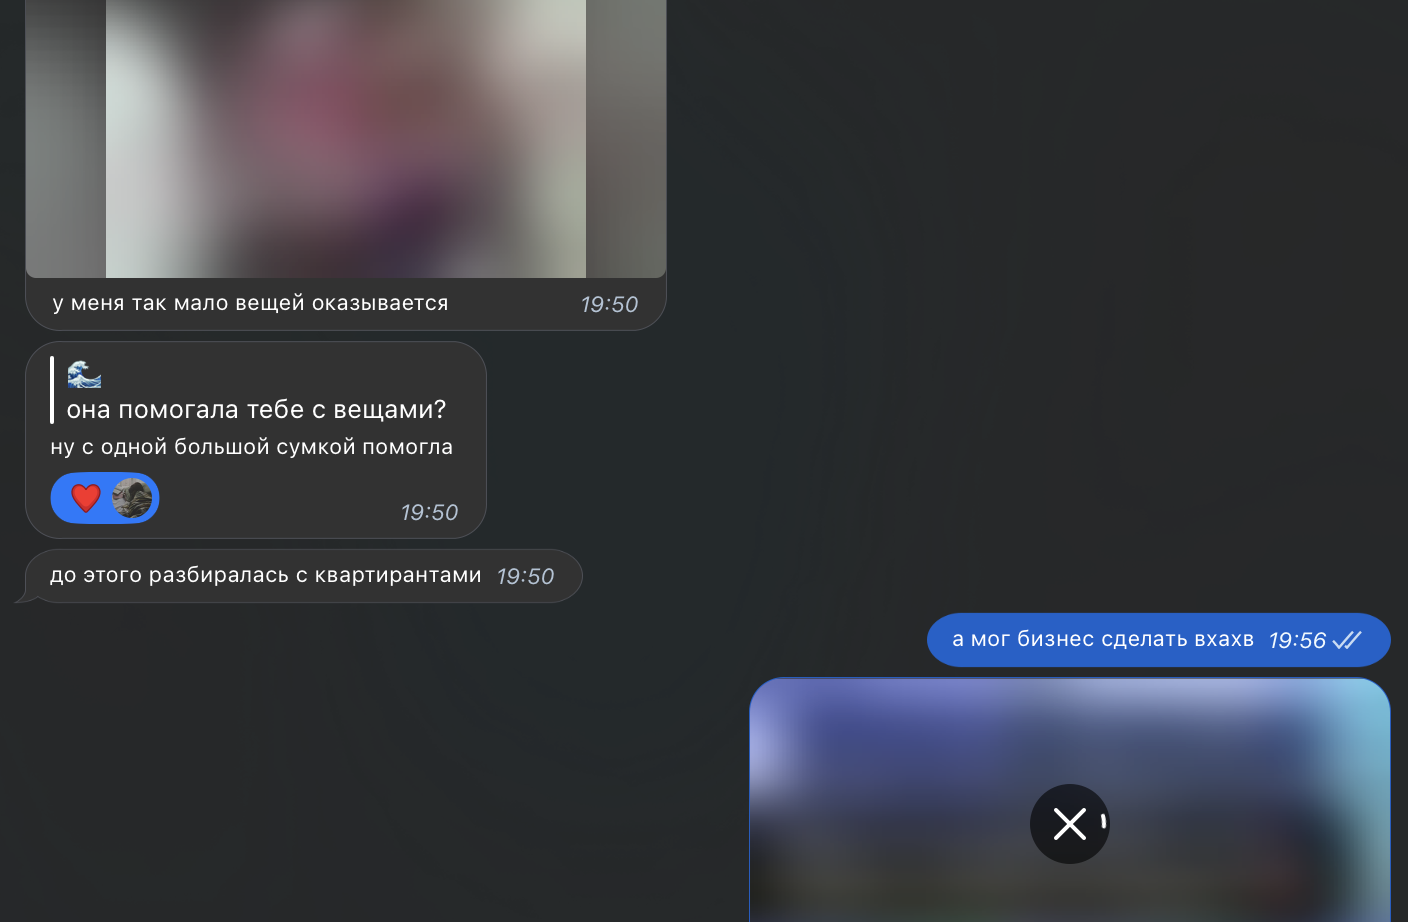 у меня так мало вещей оказывается 19:50
🌊
она помогала тебе с вещами?
ну с одной большой сумкой помогла
❤️ 19:50
до этого разбиралась с квартирантами 19:50
а мог бизнес сделать вхахв 19:56